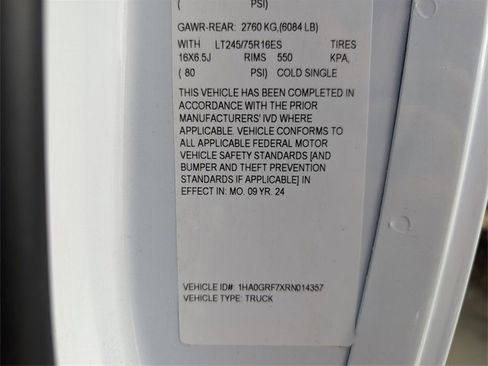 PSI)
GAWR-REAR: 2760 KG,(6084 LB)
WITH LT245/75R16ES TIRES
16X6.5J RIMS 550 KPA,
( 80 PSI) COLD SINGLE
THIS VEHICLE HAS BEEN COMPLETED IN
ACCORDANCE WITH THE PRIOR
MANUFACTURERS' IVD WHERE
APPLICABLE. VEHICLE CONFORMS TO
ALL APPLICABLE FEDERAL MOTOR
VEHICLE SAFETY STANDARDS [AND
BUMPER AND THEFT PREVENTION
STANDARDS IF APPLICABLE] IN
EFFECT IN: MO. 09 YR. 24
VEHICLE ID#: 1HA0GRF7XRN014357
VEHICLE TYPE: TRUCK